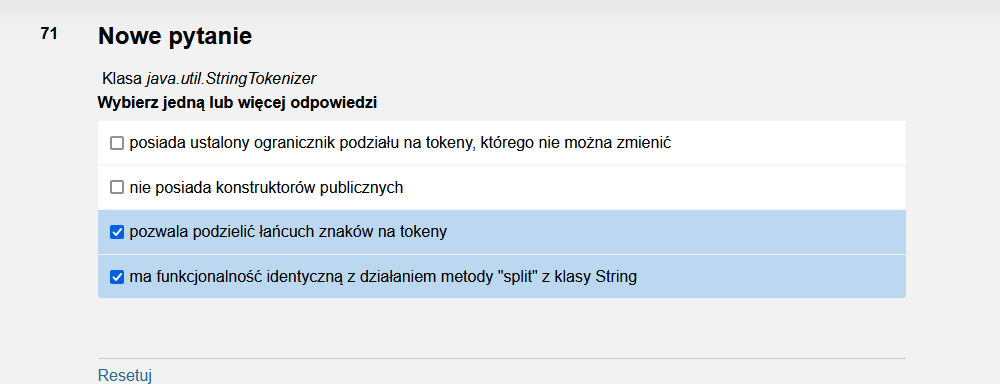 71
Nowe pytanie
Klasa java.util.StringTokenizer
Wybierz jedną lub więcej odpowiedzi
posiada ustalony ogranicznik podziału na tokeny, którego nie można zmienić
nie posiada konstruktorów publicznych
pozwala podzielić łańcuch znaków na tokeny
ma funkcjonalność identyczną z działaniem metody "split" z klasy String
Resetuj